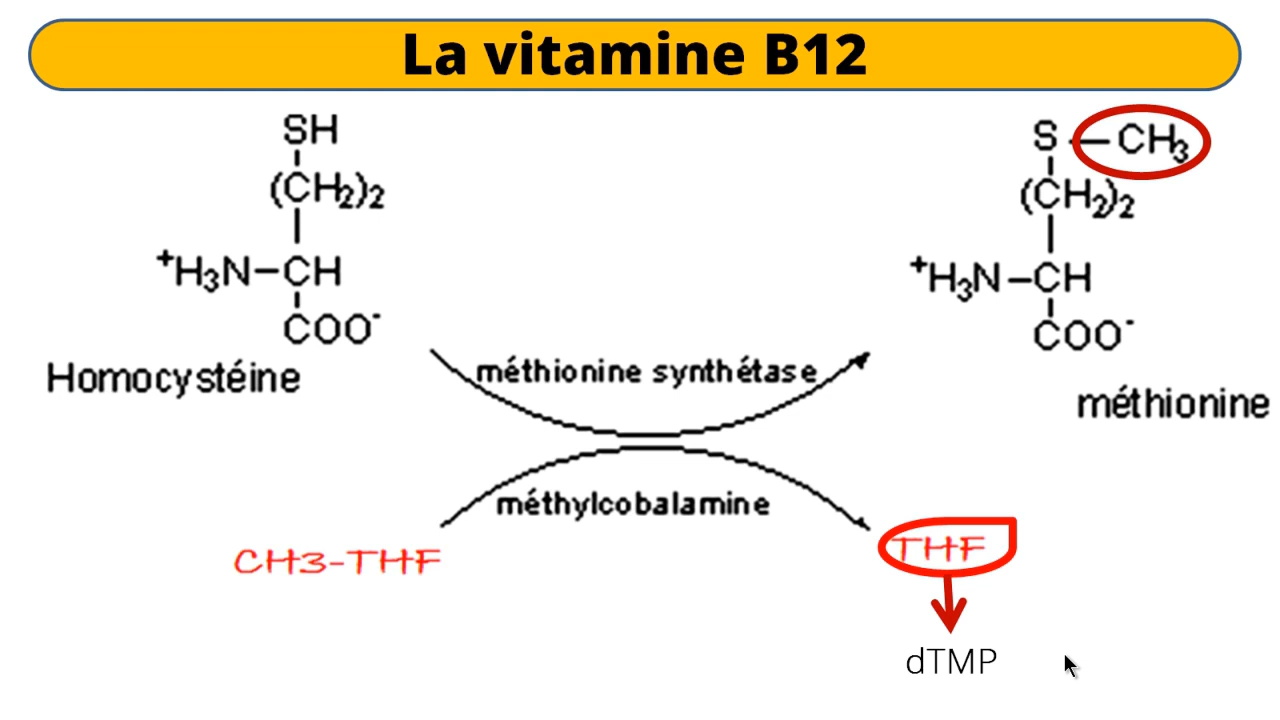 La vitamine B12
SH
(CH2)2
+H3N-CH
COO-
Homocystéine
S-CH3
(CH2)2
+H3N-CH
COO-
méthionine
méthionine synthétase
méthylcobalamine
CH3-THF
THF
dTMP